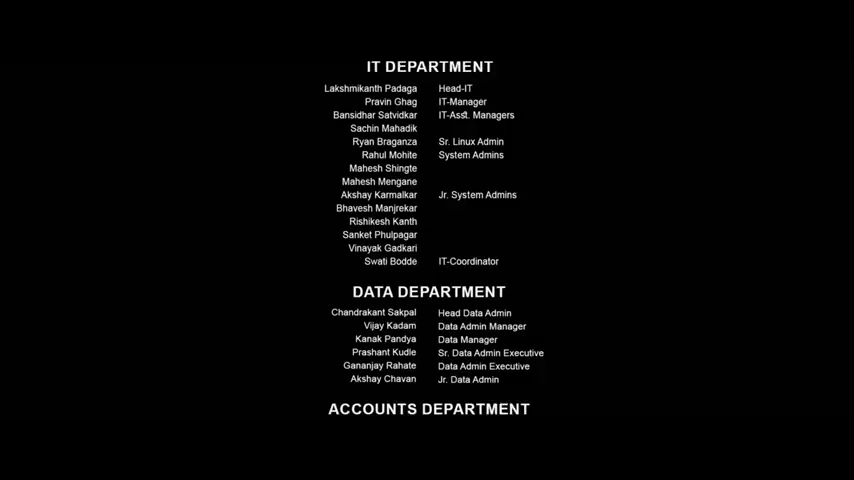 IT DEPARTMENT
Lakshmikanth Padaga Head-IT
Pravin Ghag IT-Manager
Bansidhar Satvidkar IT-Asst. Managers
Sachin Mahadik
Ryan Braganza Sr. Linux Admin
Rahul Mohite System Admins
Mahesh Shingte
Mahesh Mengane
Akshay Karmalkar Jr. System Admins
Bhavesh Manjrekar
Rishikesh Kanth
Sanket Phulpagar
Vinayak Gadkari
Swati Bodde IT-Coordinator
DATA DEPARTMENT
Chandrakant Sakpal Head Data Admin
Vijay Kadam Data Admin Manager
Kanak Pandya Data Manager
Prashant Kudle Sr. Data Admin Executive
Gananjay Rahate Data Admin Executive
Akshay Chavan Jr. Data Admin
ACCOUNTS DEPARTMENT